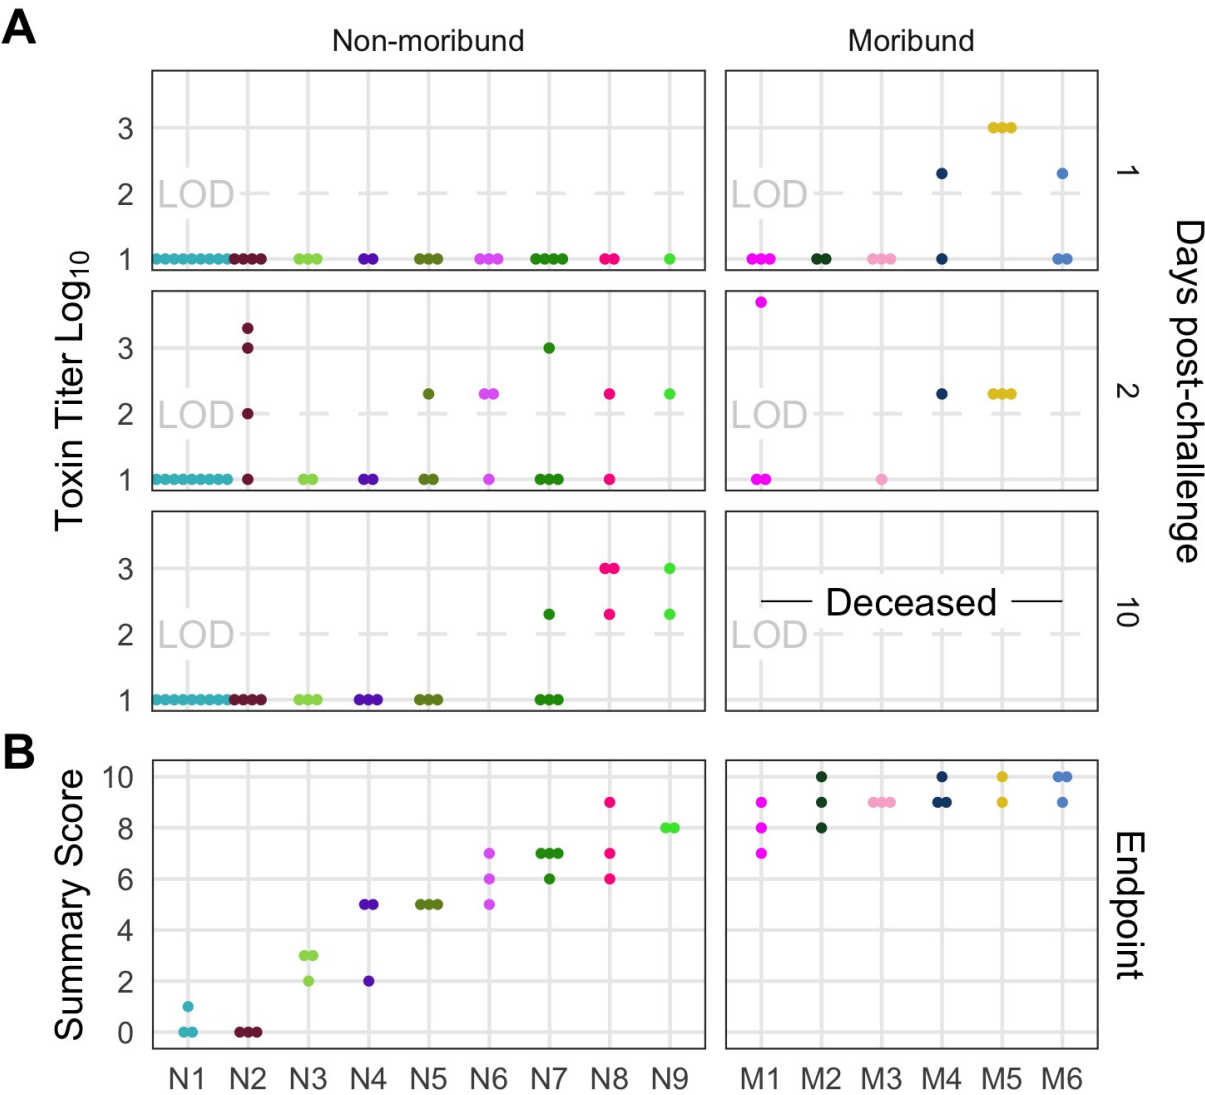 A
Non-moribund
Moribund
Toxin Titer Log10
Days post-challenge
3
2
1
LOD
LOD
1
3
2
1
LOD
LOD
2
3
2
1
LOD
LOD
Deceased
10
B
Summary Score
10
8
6
4
2
0
Endpoint
N1 N2 N3 N4 N5 N6 N7 N8 N9 M1 M2 M3 M4 M5 M6